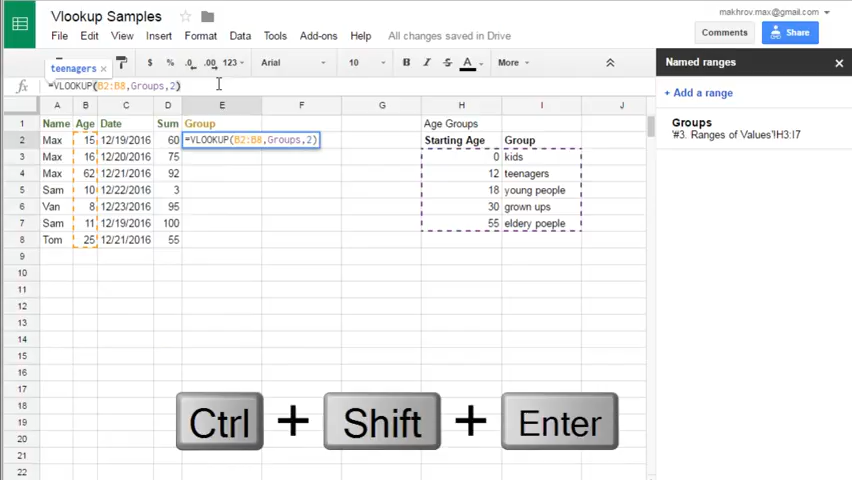 Vlookup Samples
makhrov.max@gmail.com
File Edit View Insert Format Data Tools Add-ons Help All changes saved in Drive
Comments
Share
teenagers ×
$ % .0 .00 123 Arial 10 B I S A More
Named ranges
=VLOOKUP(B2:B8,Groups,2)
+ Add a range
A B C D E F G H I J
1 Name Age Date Sum Group Age Groups
2 Max 15 12/19/2016 60 =VLOOKUP(B2:B8,Groups,2) Starting Age Group
3 Max 16 12/20/2016 75 0 kids
4 Max 62 12/21/2016 92 12 teenagers
5 Sam 10 12/22/2016 3 18 young people
6 Van 8 12/23/2016 95 30 grown ups
7 Sam 11 12/19/2016 100 55 eldery poeple
8 Tom 25 12/21/2016 55
9
10
11
12
13
14
15
16
17
18
19
20
21
22
Groups
'#3. Ranges of Values'!H3:I7
Ctrl + Shift + Enter